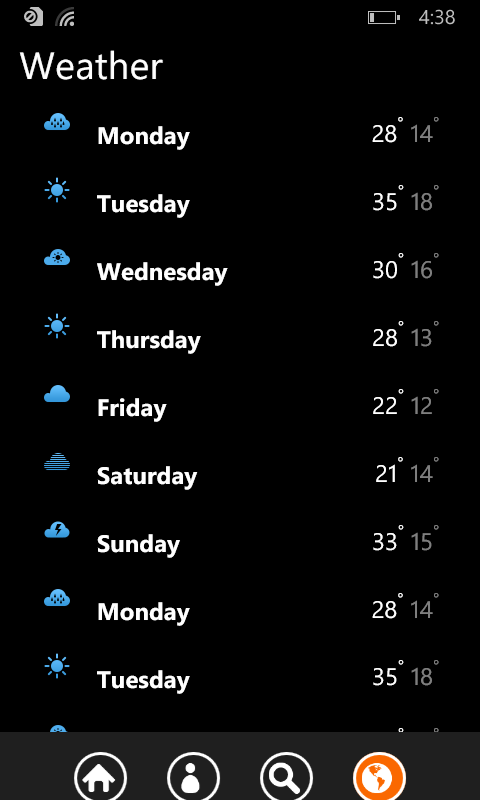 4:38
Weather
Monday 28° 14°
Tuesday 35° 18°
Wednesday 30° 16°
Thursday 28° 13°
Friday 22° 12°
Saturday 21° 14°
Sunday 33° 15°
Monday 28° 14°
Tuesday 35° 18°